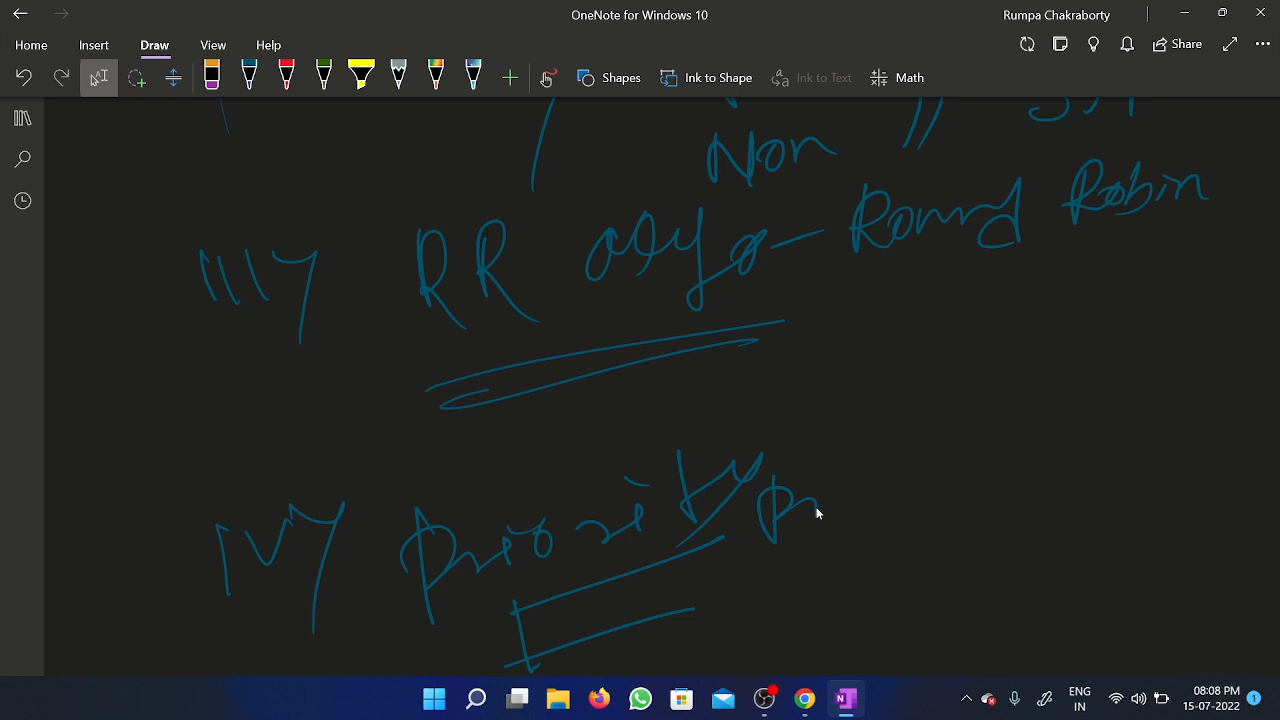 OneNote for Windows 10
Rumpa Chakraborty
Home Insert Draw View Help
Share
Shapes Ink to Shape Ink to Text Math
Non
III) RR algo - Round Robin
IV) Priority
ENG
IN
08:08 PM
15-07-2022
1